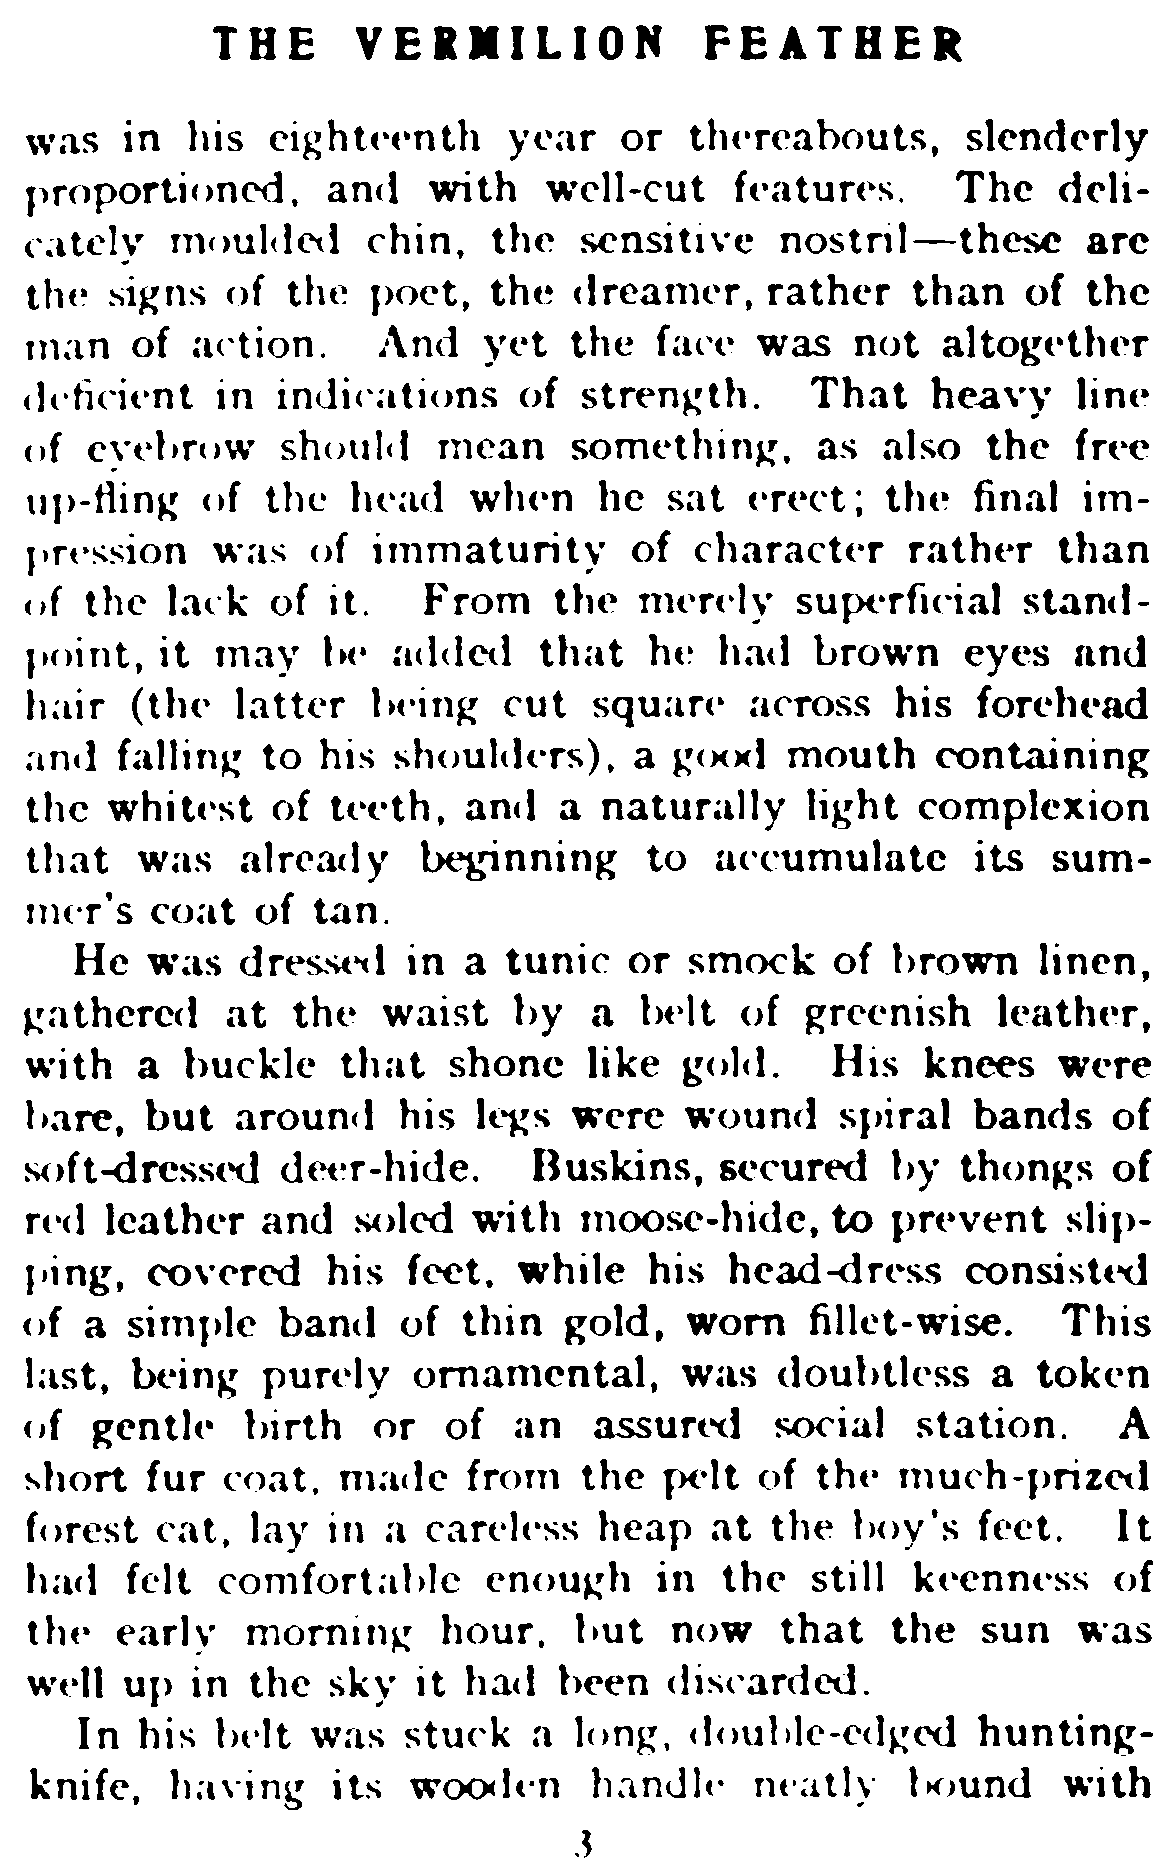 THE VERMILION FEATHER
was in his eighteenth year or thereabouts, slenderly
proportioned, and with well-cut features. The deli-
cately moulded chin, the sensitive nostril—these are
the signs of the poet, the dreamer, rather than of the
man of action. And yet the face was not altogether
deficient in indications of strength. That heavy line
of eyebrow should mean something, as also the free
up-fling of the head when he sat erect; the final im-
pression was of immaturity of character rather than
of the lack of it. From the merely superficial stand-
point, it may be added that he had brown eyes and
hair (the latter being cut square across his forehead
and falling to his shoulders), a good mouth containing
the whitest of teeth, and a naturally light complexion
that was already beginning to accumulate its sum-
mer's coat of tan.
He was dressed in a tunic or smock of brown linen,
gathered at the waist by a belt of greenish leather,
with a buckle that shone like gold. His knees were
bare, but around his legs were wound spiral bands of
soft-dressed deer-hide. Buskins, secured by thongs of
red leather and soled with moose-hide, to prevent slip-
ping, covered his feet, while his head-dress consisted
of a simple band of thin gold, worn fillet-wise. This
last, being purely ornamental, was doubtless a token
of gentle birth or of an assured social station. A
short fur coat, made from the pelt of the much-prized
forest cat, lay in a careless heap at the boy's feet. It
had felt comfortable enough in the still keenness of
the early morning hour, but now that the sun was
well up in the sky it had been discarded.
In his belt was stuck a long, double-edged hunting-
knife, having its wooden handle neatly bound with
3